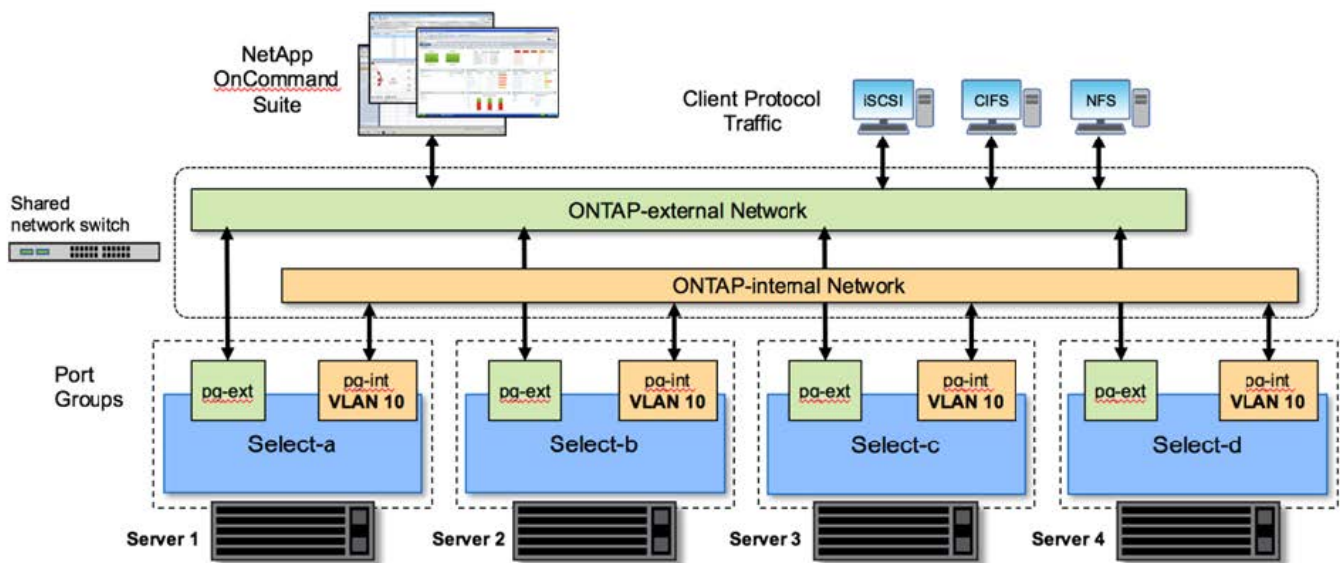 NetApp
OnCommand
Suite
Client Protocol
Traffic
iSCSI
CIFS
NFS
Shared
network switch
ONTAP-external Network
ONTAP-internal Network
Port
Groups
pg-ext
pg-int
VLAN 10
Select-a
pg-ext
pg-int
VLAN 10
Select-b
pg-ext
pg-int
VLAN 10
Select-c
pg-ext
pg-int
VLAN 10
Select-d
Server 1
Server 2
Server 3
Server 4